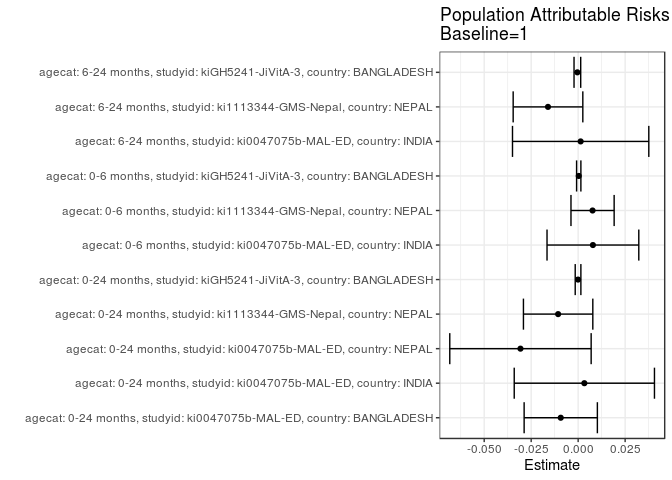 Population Attributable Risks
Baseline=1
agecat: 6-24 months, studyid: kiGH5241-JiVitA-3, country: BANGLADESH
agecat: 6-24 months, studyid: ki1113344-GMS-Nepal, country: NEPAL
agecat: 6-24 months, studyid: ki0047075b-MAL-ED, country: INDIA
agecat: 0-6 months, studyid: kiGH5241-JiVitA-3, country: BANGLADESH
agecat: 0-6 months, studyid: ki1113344-GMS-Nepal, country: NEPAL
agecat: 0-6 months, studyid: ki0047075b-MAL-ED, country: INDIA
agecat: 0-24 months, studyid: kiGH5241-JiVitA-3, country: BANGLADESH
agecat: 0-24 months, studyid: ki1113344-GMS-Nepal, country: NEPAL
agecat: 0-24 months, studyid: ki0047075b-MAL-ED, country: NEPAL
agecat: 0-24 months, studyid: ki0047075b-MAL-ED, country: INDIA
agecat: 0-24 months, studyid: ki0047075b-MAL-ED, country: BANGLADESH
-0.050 -0.025 0.000 0.025
Estimate